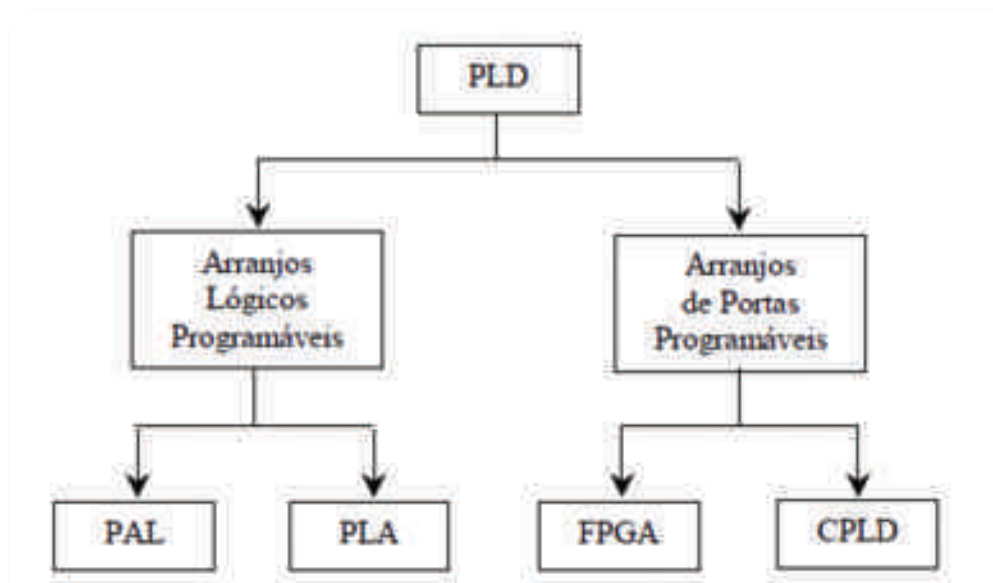 PLD
Arranjos
Lógicos
Programáveis
Arranjos
de Portas
Programáveis
PAL
PLA
FPGA
CPLD